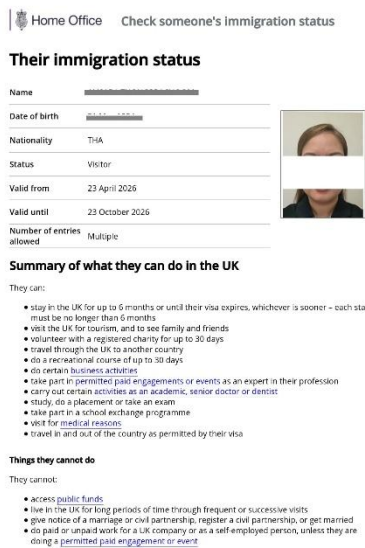 Home Office
Check someone's immigration status
Their immigration status
Name
Date of birth
Nationality THA
Status Visitor
Valid from 23 April 2026
Valid until 23 October 2026
Number of entries
allowed Multiple
Summary of what they can do in the UK
They can:
stay in the UK for up to 6 months or until their visa expires, whichever is sooner – each sta
must be no longer than 6 months
visit the UK for tourism, and to see family and friends
volunteer with a registered charity for up to 30 days
travel through the UK to another country
do a recreational course of up to 30 days
do certain business activities
take part in permitted paid engagements or events as an expert in their profession
carry out certain activities as an academic, senior doctor or dentist
study, do a placement or take an exam
take part in a school exchange programme
visit for medical reasons
travel in and out of the country as permitted by their visa
Things they cannot do
They cannot:
access public funds
live in the UK for long periods of time through frequent or successive visits
give notice of a marriage or civil partnership, register a civil partnership, or get married
do paid or unpaid work for a UK company or as a self-employed person, unless they are
doing a permitted paid engagement or event